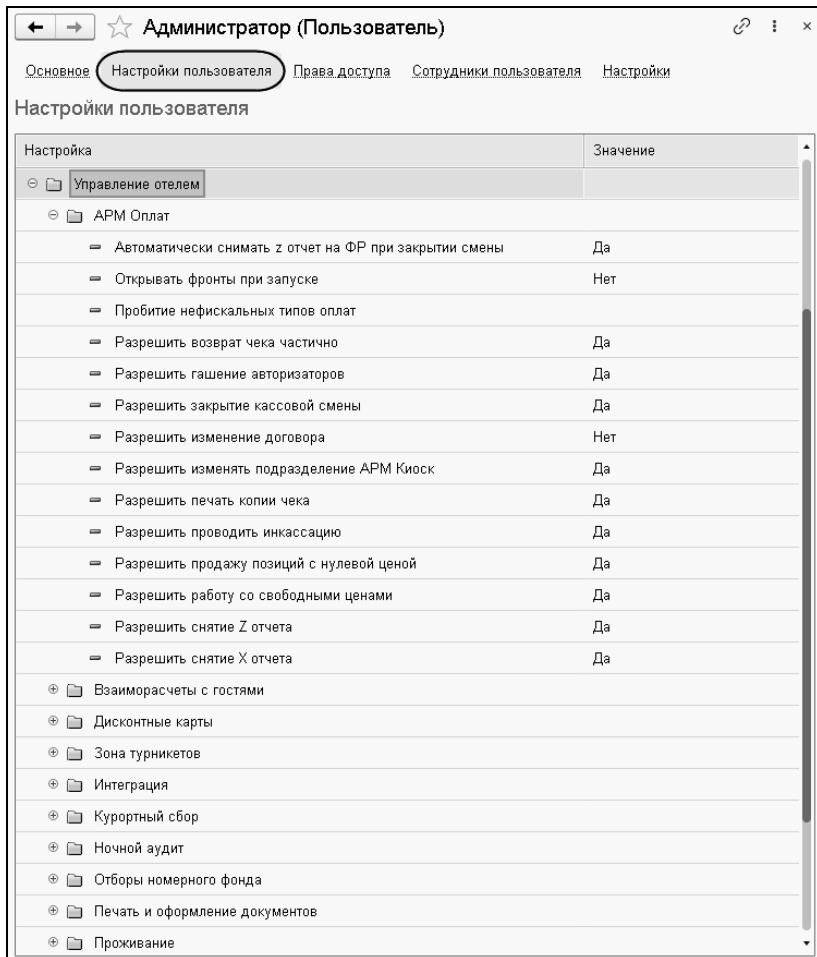 Администратор (Пользователь)
Основное Настройки пользователя Права доступа Сотрудники пользователя Настройки
Настройки пользователя
Настройка Значение
Управление отелем
АРМ Оплат
Автоматически снимать z отчет на ФР при закрытии смены Да
Открывать фронты при запуске Нет
Пробитие нефискальных типов оплат
Разрешить возврат чека частично Да
Разрешить гашение авторизаторов Да
Разрешить закрытие кассовой смены Да
Разрешить изменение договора Нет
Разрешить изменять подразделение АРМ Киоск Да
Разрешить печать копии чека Да
Разрешить проводить инкассацию Да
Разрешить продажу позиций с нулевой ценой Да
Разрешить работу со свободными ценами Да
Разрешить снятие Z отчета Да
Разрешить снятие X отчета Да
Взаиморасчеты с гостями
Дисконтные карты
Зона турникетов
Интеграция
Курортный сбор
Ночной аудит
Отборы номерного фонда
Печать и оформление документов
Проживание